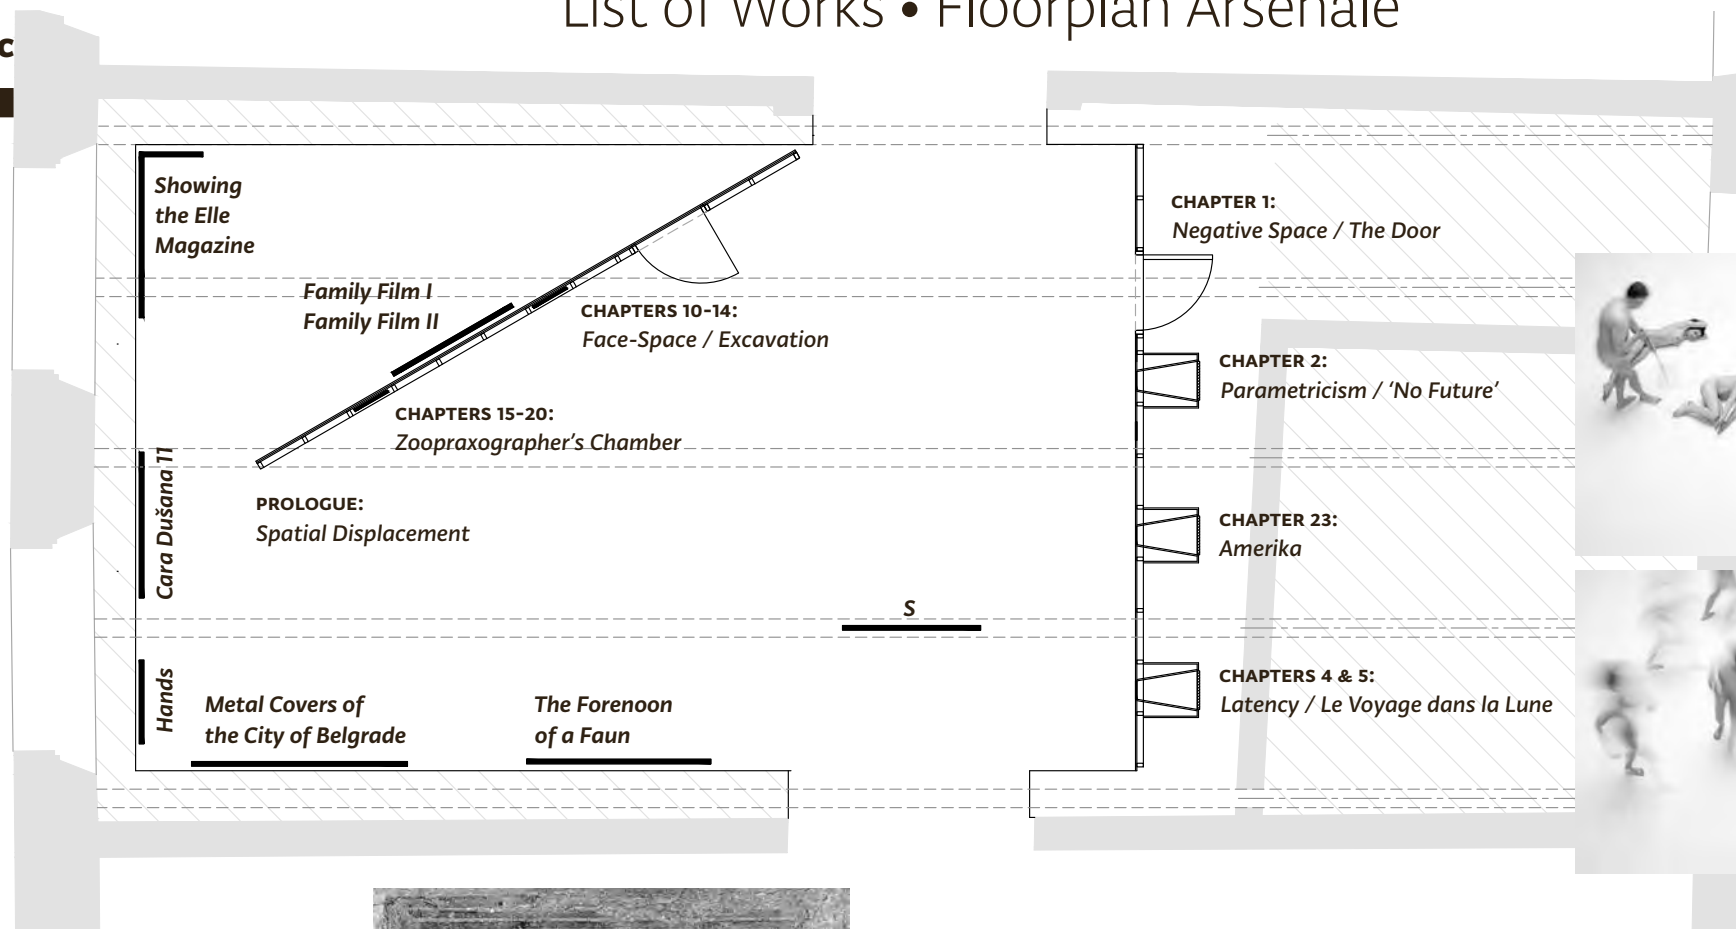 List of Works • Floorplan Arsenale
Showing
the Elle
Magazine
Family Film I
Family Film II
CHAPTERS 10-14:
Face-Space / Excavation
CHAPTERS 15-20:
Zoopraxographer's Chamber
PROLOGUE:
Spatial Displacement
Cara Dušana 11
Hands
Metal Covers of
the City of Belgrade
The Forenoon
of a Faun
S
CHAPTER 1:
Negative Space / The Door
CHAPTER 2:
Parametricism / ‘No Future’
CHAPTER 23:
Amerika
CHAPTERS 4 & 5:
Latency / Le Voyage dans la Lune